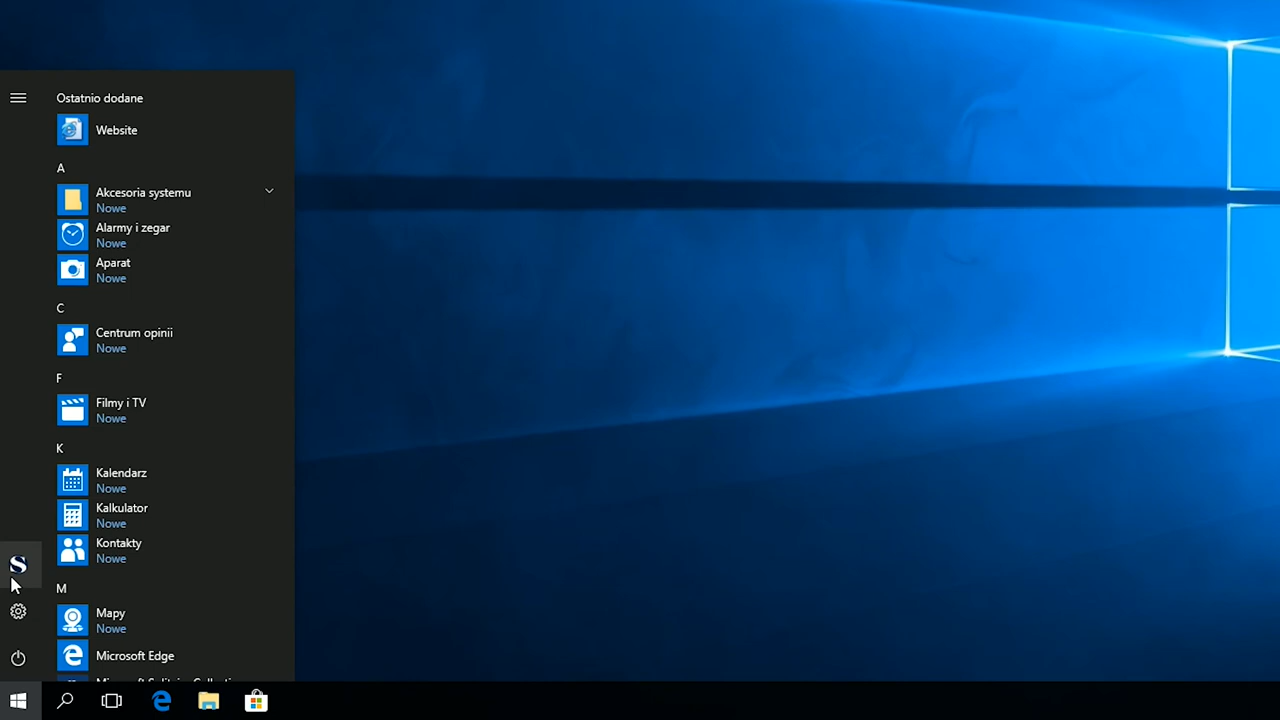 Ostatnio dodane
Website
A
Akcesoria systemu
Nowe
Alarmy i zegar
Nowe
Aparat
Nowe
C
Centrum opinii
Nowe
F
Filmy i TV
Nowe
K
Kalendarz
Nowe
Kalkulator
Nowe
Kontakty
Nowe
M
Mapy
Nowe
Microsoft Edge
S